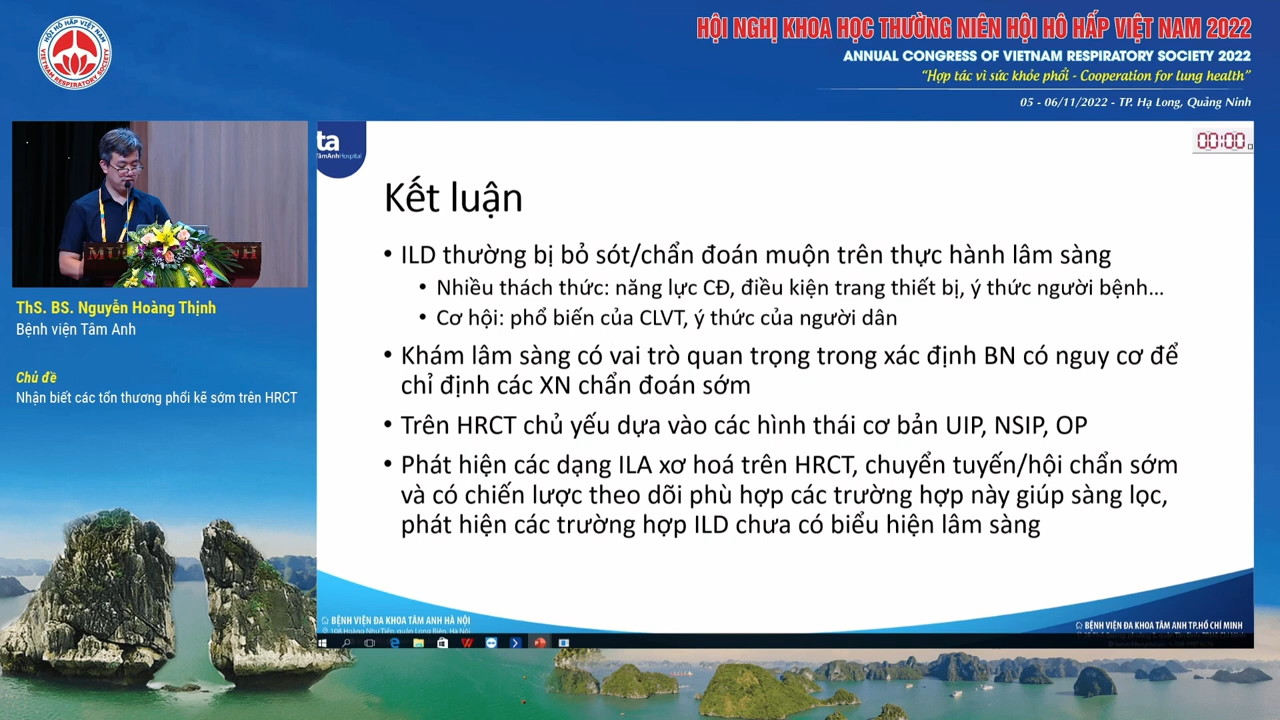 HỘI HÔ HẤP VIỆT NAM
VIETNAM RESPIRATORY SOCIETY
HỘI NGHỊ KHOA HỌC THƯỜNG NIÊN HỘI HÔ HẤP VIỆT NAM 2022
ANNUAL CONGRESS OF VIETNAM RESPIRATORY SOCIETY 2022
“Hợp tác vì sức khỏe phổi - Cooperation for lung health”
05 - 06/11/2022 - TP. Hạ Long, Quảng Ninh
ThS. BS. Nguyễn Hoàng Thịnh
Bệnh viện Tâm Anh
Chủ đề
Nhận biết các tổn thương phổi kẽ sớm trên HRCT
ta
TâmAnhHospital
00:00
Kết luận
• ILD thường bị bỏ sót/chẩn đoán muộn trên thực hành lâm sàng
• Nhiều thách thức: năng lực CĐ, điều kiện trang thiết bị, ý thức người bệnh...
• Cơ hội: phổ biến của CLVT, ý thức của người dân
• Khám lâm sàng có vai trò quan trọng trong xác định BN có nguy cơ để
chỉ định các XN chẩn đoán sớm
• Trên HRCT chủ yếu dựa vào các hình thái cơ bản UIP, NSIP, OP
• Phát hiện các dạng ILA xơ hoá trên HRCT, chuyển tuyến/hội chẩn sớm
và có chiến lược theo dõi phù hợp các trường hợp này giúp sàng lọc,
phát hiện các trường hợp ILD chưa có biểu hiện lâm sàng
BỆNH VIỆN ĐA KHOA TÂM ANH HÀ NỘI
BỆNH VIỆN ĐA KHOA TÂM ANH TP.HỒ CHÍ MINH